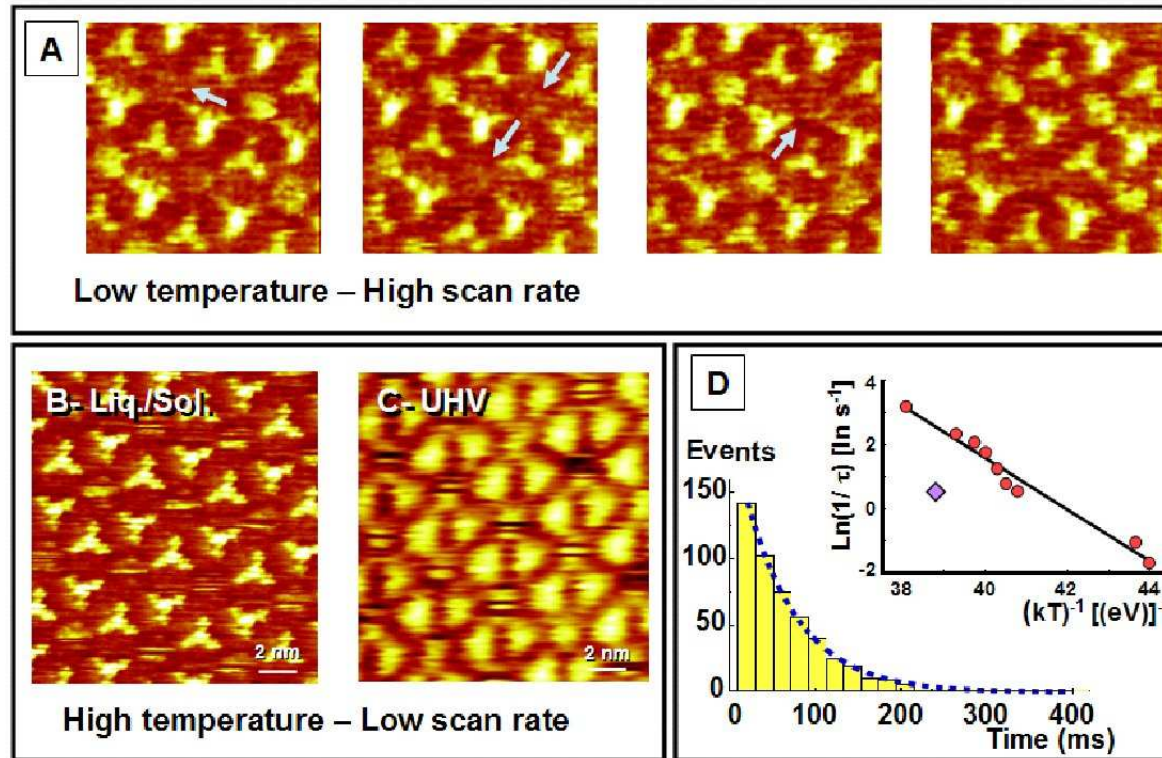 A
Low temperature – High scan rate
B- Liq./Sol.
2 nm
C- UHV
2 nm
High temperature – Low scan rate
D
Events
150
100
50
0
0 100 200 300 400
Time (ms)
Ln(1/ τ) [ln s-1]
4
2
0
-2
38 40 42 44
(kT)-1 [(eV)]-